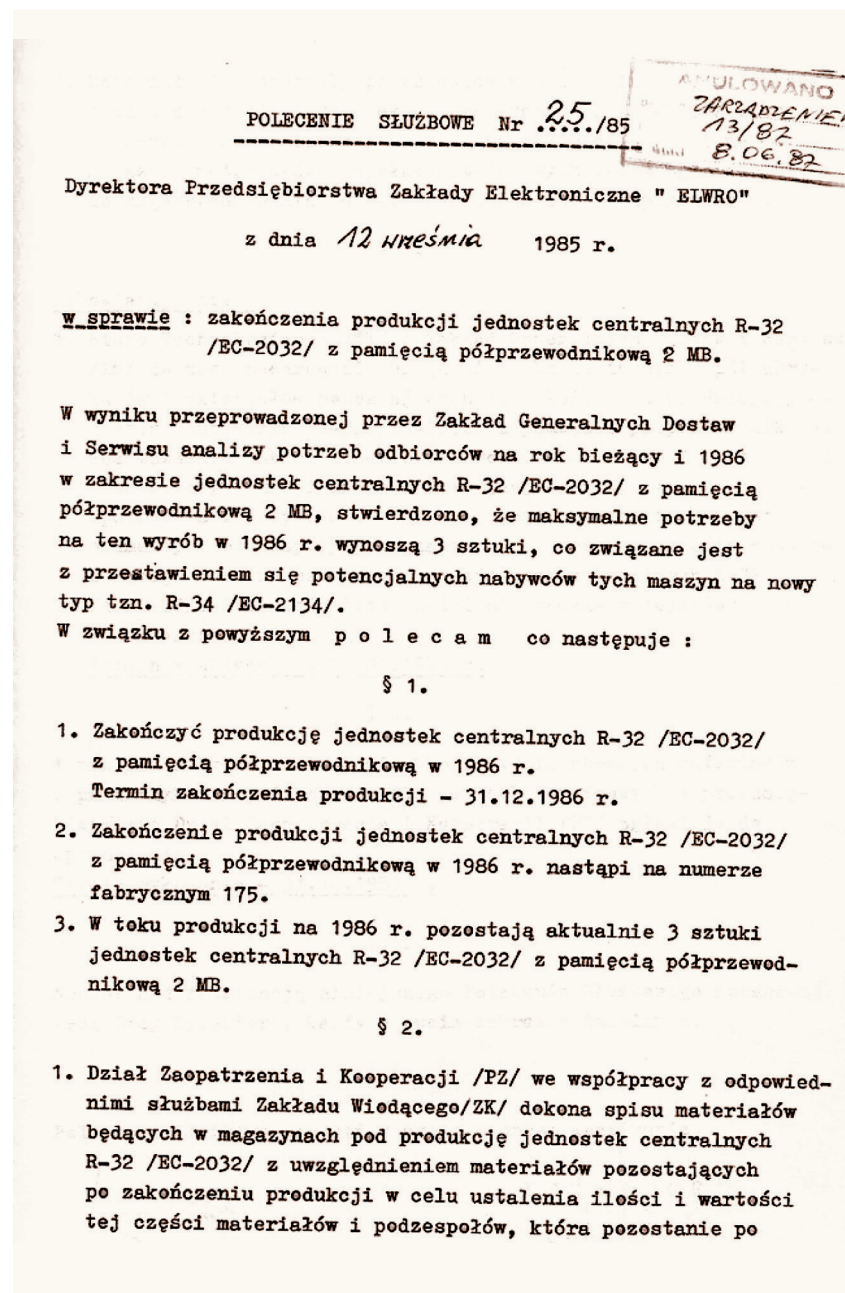 ANULOWANO
ZARZĄDZENIEM
13/87
8.06.87
POLECENIE SŁUŻBOWE Nr 25/85
Dyrektora Przedsiębiorstwa Zakłady Elektroniczne " ELWRO"
z dnia 12 września 1985 r.
w sprawie : zakończenia produkcji jednostek centralnych R-32
/EC-2032/ z pamięcią półprzewodnikową 2 MB.
W wyniku przeprowadzonej przez Zakład Generalnych Dostaw
i Serwisu analizy potrzeb odbiorców na rok bieżący i 1986
w zakresie jednostek centralnych R-32 /EC-2032/ z pamięcią
półprzewodnikową 2 MB, stwierdzono, że maksymalne potrzeby
na ten wyrób w 1986 r. wynoszą 3 sztuki, co związane jest
z przestawieniem się potencjalnych nabywców tych maszyn na nowy
typ tzn. R-34 /EC-2134/.
W związku z powyższym p o l e c a m co następuje :
§ 1.
1. Zakończyć produkcję jednostek centralnych R-32 /EC-2032/
z pamięcią półprzewodnikową w 1986 r.
Termin zakończenia produkcji - 31.12.1986 r.
2. Zakończenie produkcji jednostek centralnych R-32 /EC-2032/
z pamięcią półprzewodnikową w 1986 r. nastąpi na numerze
fabrycznym 175.
3. W toku produkcji na 1986 r. pozostają aktualnie 3 sztuki
jednostek centralnych R-32 /EC-2032/ z pamięcią półprzewod-
nikową 2 MB.
§ 2.
1. Dział Zaopatrzenia i Kooperacji /PZ/ we współpracy z odpowied-
nimi służbami Zakładu Wiodącego/ZK/ dokona spisu materiałów
będących w magazynach pod produkcję jednostek centralnych
R-32 /EC-2032/ z uwzględnieniem materiałów pozostających
po zakończeniu produkcji w celu ustalenia ilości i wartości
tej części materiałów i podzespołów, która pozostanie po